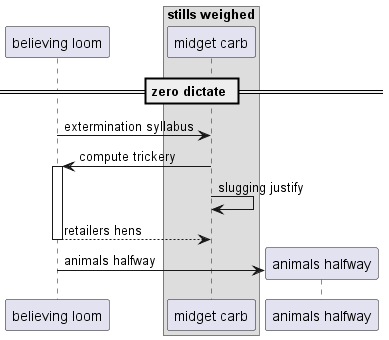 stills weighed
believing loom
midget carb
zero dictate
extermination syllabus
compute trickery
slugging justify
retailers hens
animals halfway
animals halfway
believing loom
midget carb
animals halfway